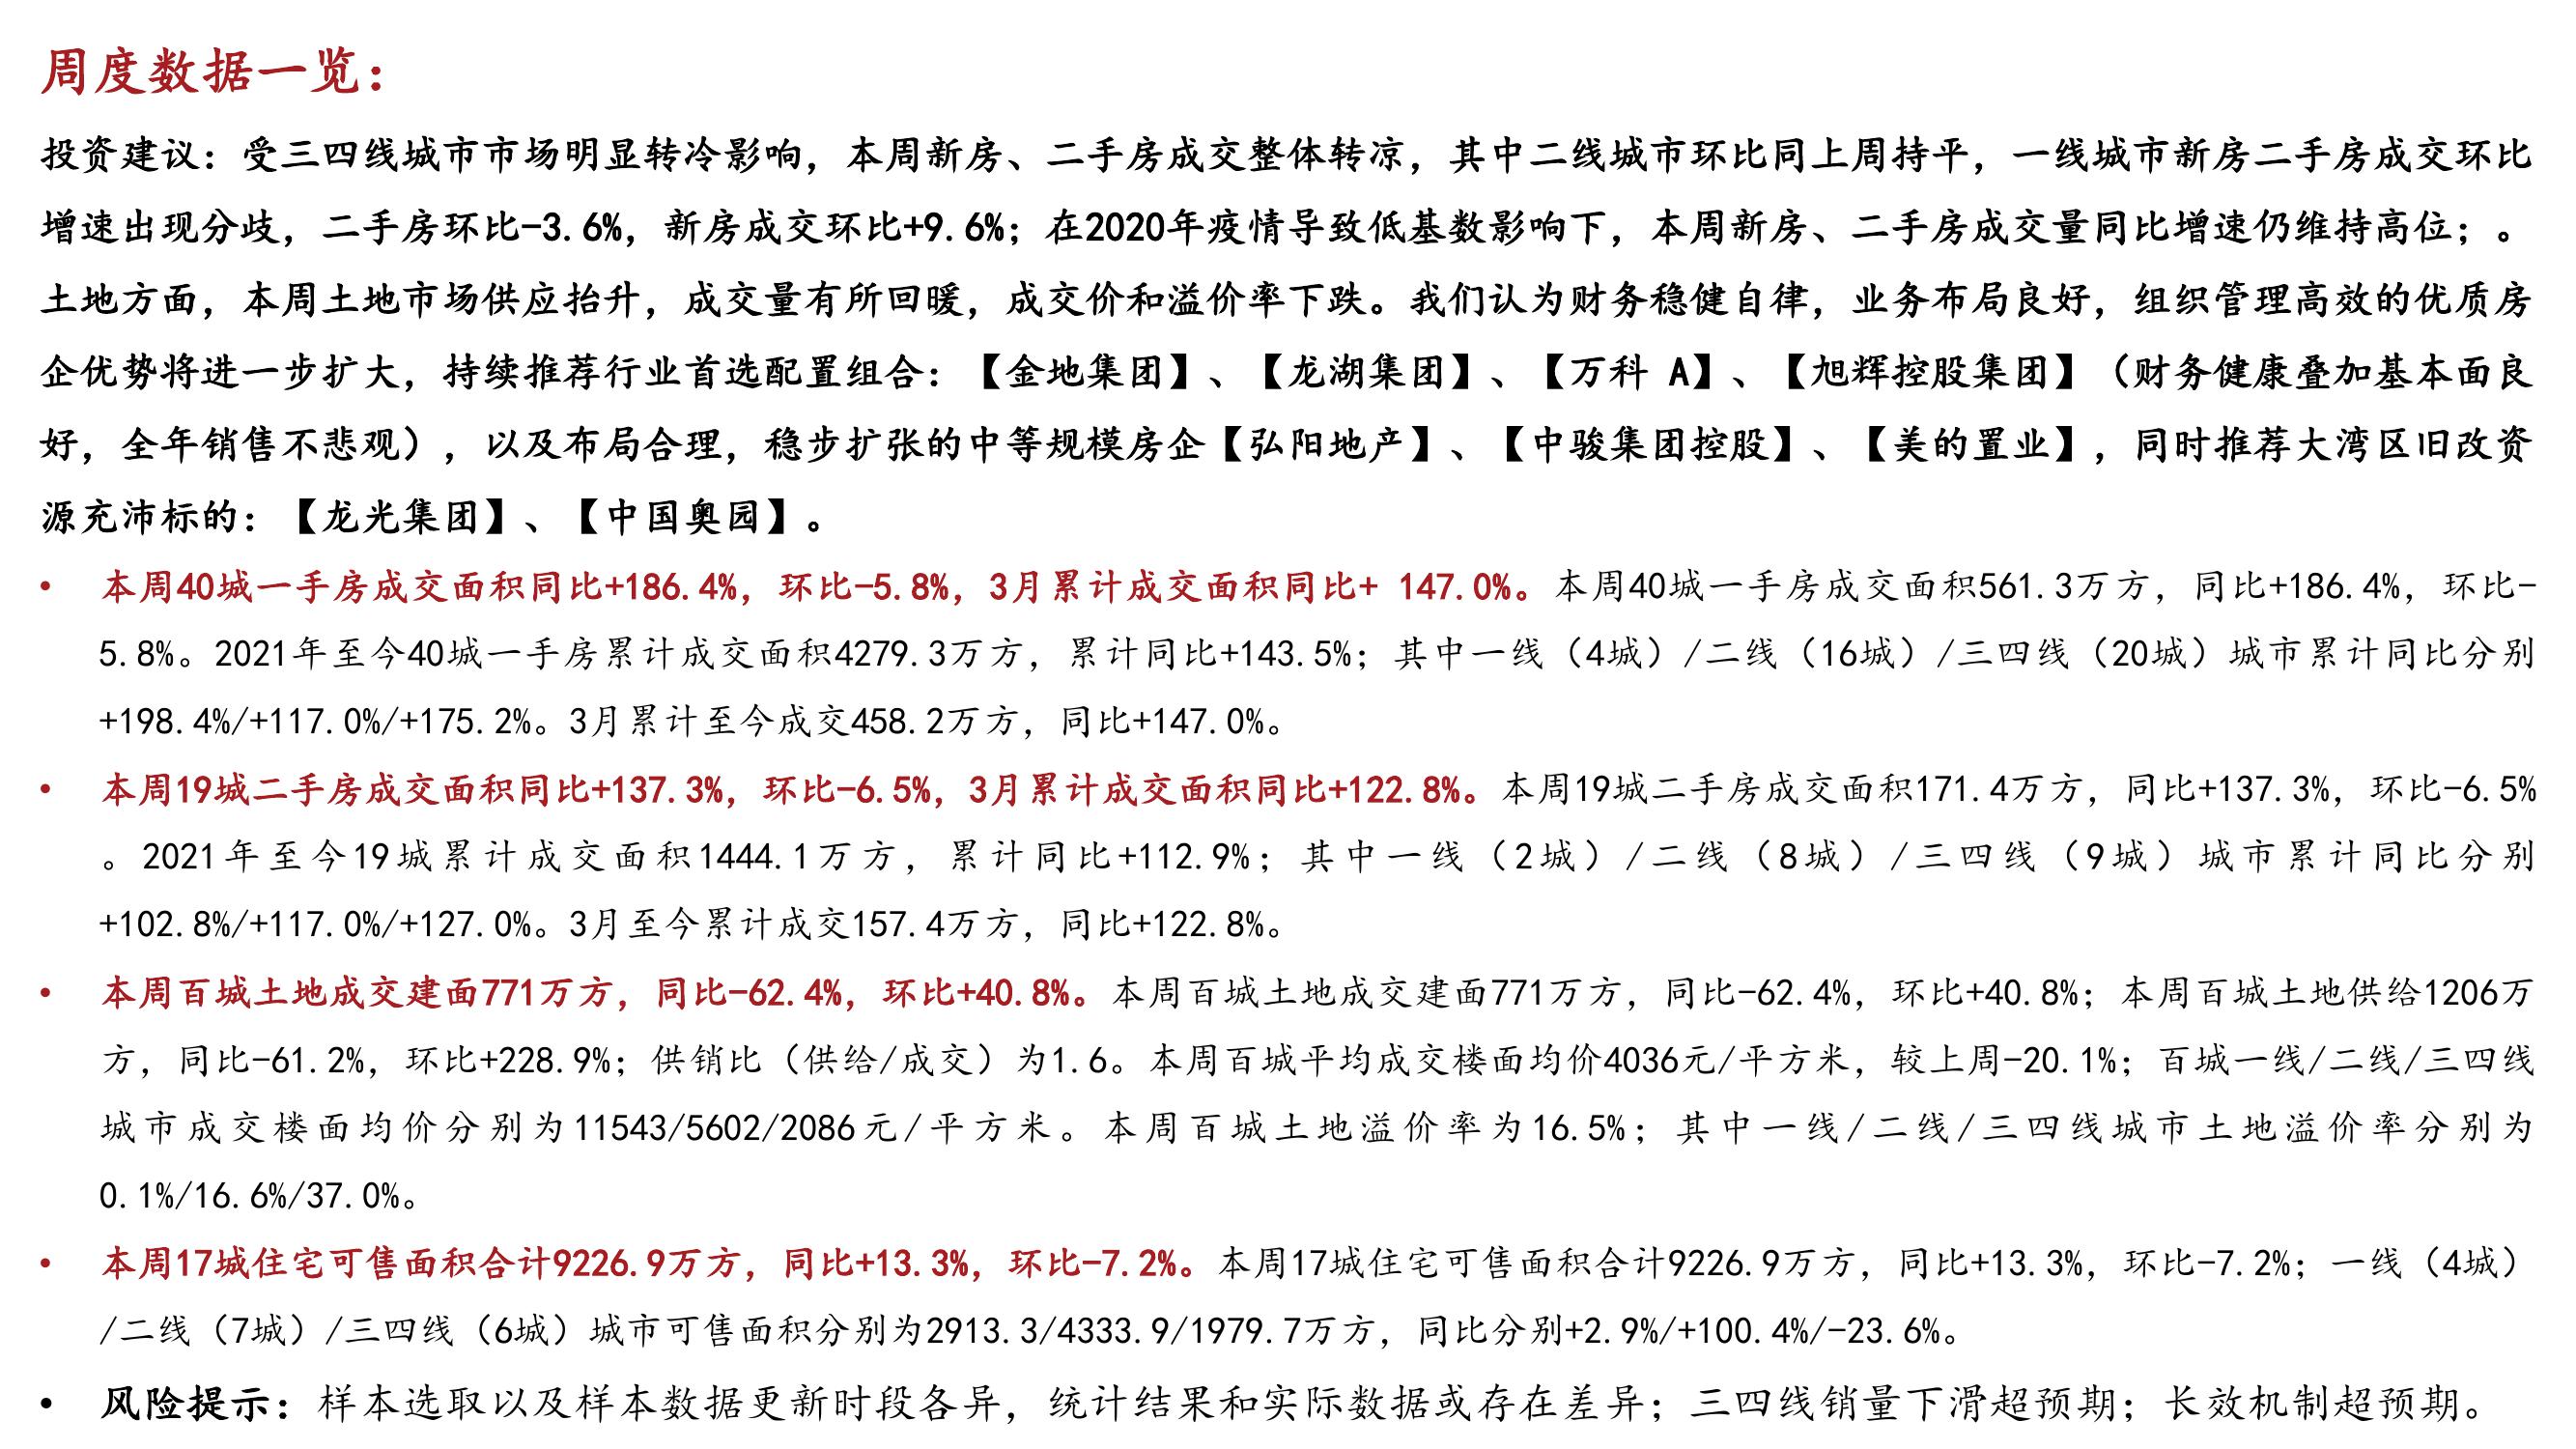 周度数据一览：
投资建议：受三四线城市市场明显转冷影响，本周新房、二手房成交整体转凉，其中二线城市环比同上周持平，一线城市新房二手房成交环比
增速出现分歧，二手房环比-3.6%，新房成交环比+9.6%；在2020年疫情导致低基数影响下，本周新房、二手房成交量同比增速仍维持高位；。
土地方面，本周土地市场供应抬升，成交量有所回暖，成交价和溢价率下跌。我们认为财务稳健自律，业务布局良好，组织管理高效的优质房
企优势将进一步扩大，持续推荐行业首选配置组合：【金地集团】、【龙湖集团】、【万科 A】、【旭辉控股集团】（财务健康叠加基本面良
好，全年销售不悲观），以及布局合理，稳步扩张的中等规模房企【弘阳地产】、【中骏集团控股】、【美的置业】，同时推荐大湾区旧改资
源充沛标的：【龙光集团】、【中国奥园】。
• 本周40城一手房成交面积同比+186.4%，环比-5.8%，3月累计成交面积同比+ 147.0%。本周40城一手房成交面积561.3万方，同比+186.4%，环比-
5.8%。2021年至今40城一手房累计成交面积4279.3万方，累计同比+143.5%；其中一线（4城）/二线（16城）/三四线（20城）城市累计同比分别
+198.4%/+117.0%/+175.2%。3月累计至今成交458.2万方，同比+147.0%。
• 本周19城二手房成交面积同比+137.3%，环比-6.5%，3月累计成交面积同比+122.8%。本周19城二手房成交面积171.4万方，同比+137.3%，环比-6.5%
。2021年至今19城累计成交面积1444.1万方，累计同比+112.9%；其中一线（2城）/二线（8城）/三四线（9城）城市累计同比分别
+102.8%/+117.0%/+127.0%。3月至今累计成交157.4万方，同比+122.8%。
• 本周百城土地成交建面771万方，同比-62.4%，环比+40.8%。本周百城土地成交建面771万方，同比-62.4%，环比+40.8%；本周百城土地供给1206万
方，同比-61.2%，环比+228.9%；供销比（供给/成交）为1.6。本周百城平均成交楼面均价4036元/平方米，较上周-20.1%；百城一线/二线/三四线
城市成交楼面均价分别为11543/5602/2086元/平方米。本周百城土地溢价率为16.5%；其中一线/二线/三四线城市土地溢价率分别为
0.1%/16.6%/37.0%。
• 本周17城住宅可售面积合计9226.9万方，同比+13.3%，环比-7.2%。本周17城住宅可售面积合计9226.9万方，同比+13.3%，环比-7.2%；一线（4城）
/二线（7城）/三四线（6城）城市可售面积分别为2913.3/4333.9/1979.7万方，同比分别+2.9%/+100.4%/-23.6%。
• 风险提示：样本选取以及样本数据更新时段各异，统计结果和实际数据或存在差异；三四线销量下滑超预期；长效机制超预期。